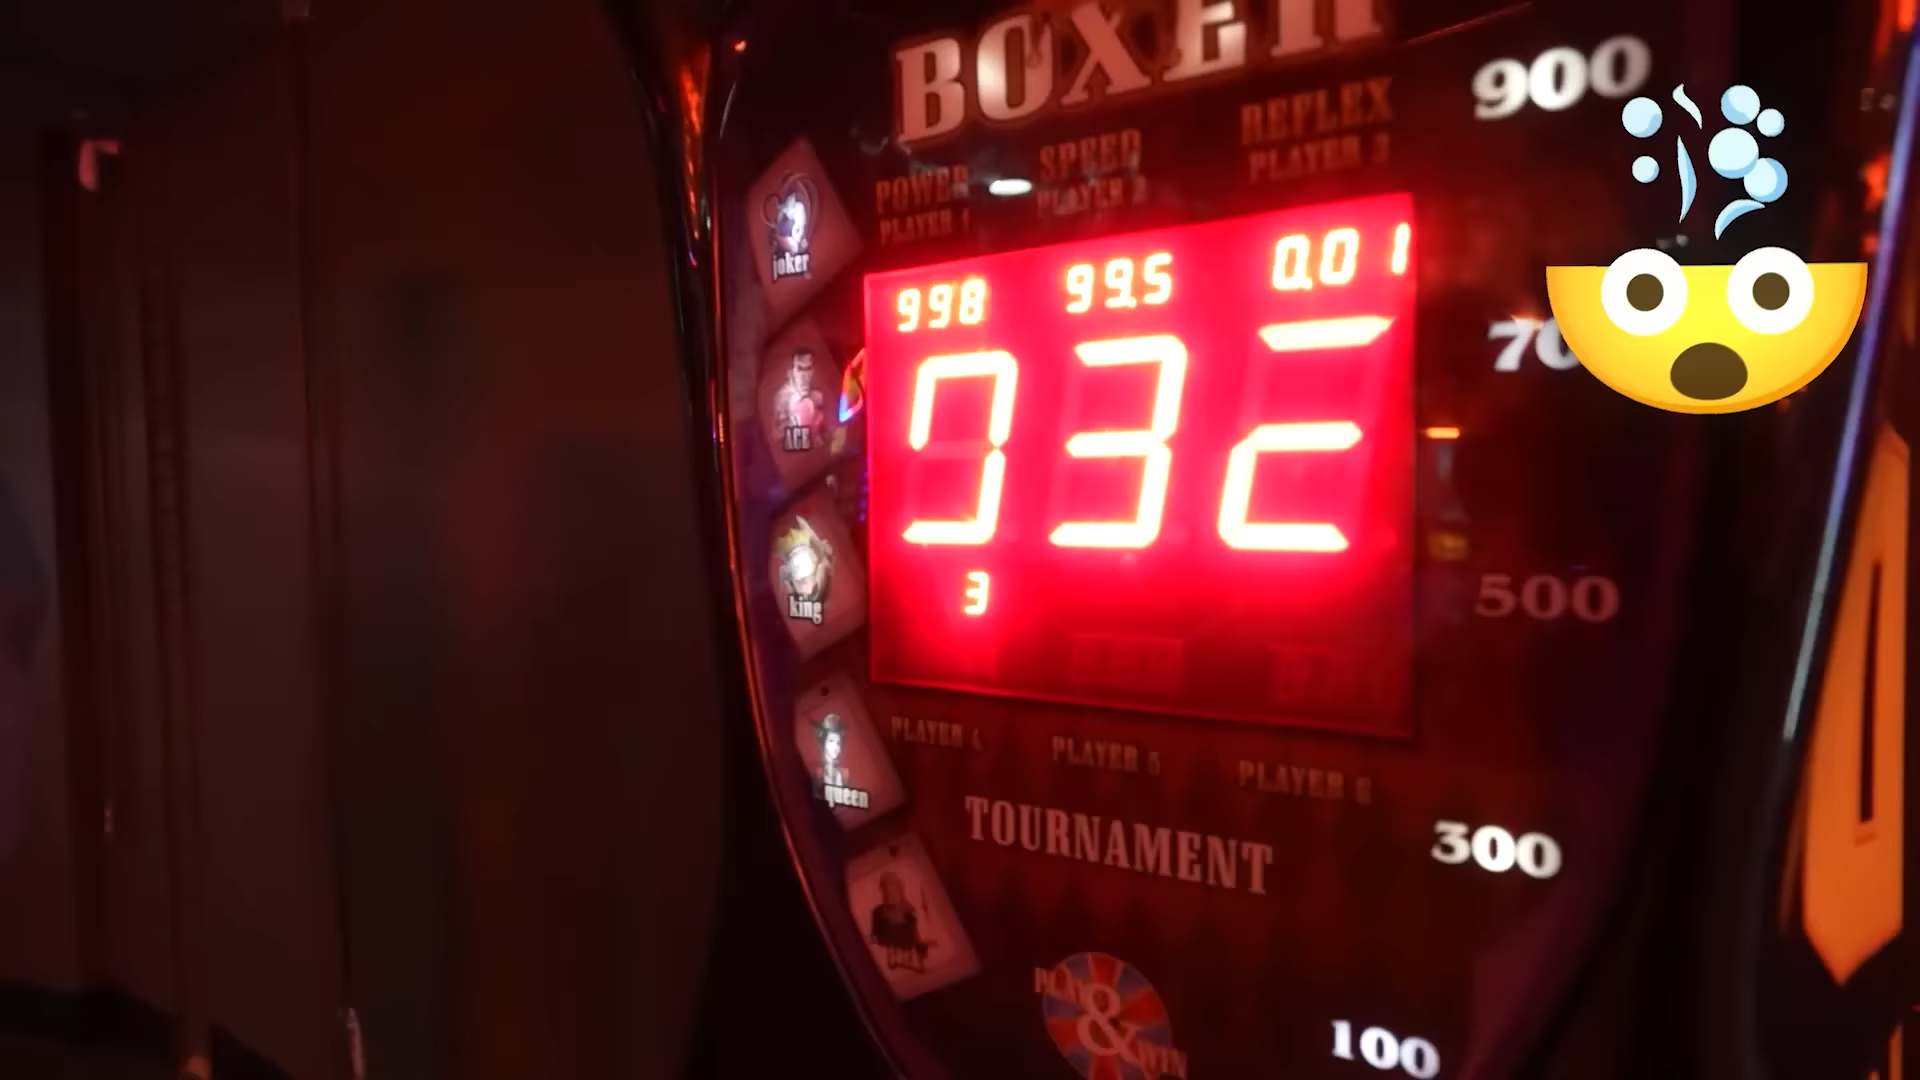 BOXER
900
POWER SPEED REFLEX
PLAYER 1 PLAYER 2 PLAYER 3
joker
998 99.5 0.01
ACE
70
3
king
500
queen
PLAYER 4 PLAYER 5 PLAYER 6
TOURNAMENT
300
jack
PLAY & WIN
100